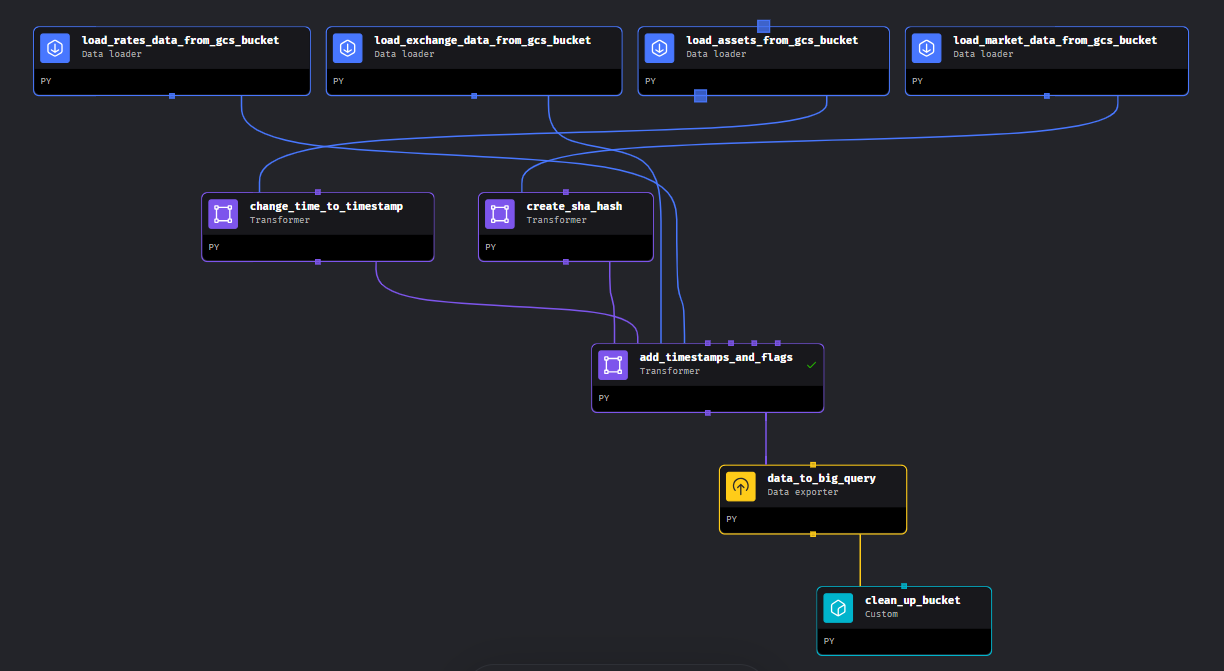 load_rates_data_from_gcs_bucket
Data loader
PY
load_exchange_data_from_gcs_bucket
Data loader
PY
load_assets_from_gcs_bucket
Data loader
PY
load_market_data_from_gcs_bucket
Data loader
PY
change_time_to_timestamp
Transformer
PY
create_sha_hash
Transformer
PY
add_timestamps_and_flags
Transformer
PY
data_to_big_query
Data exporter
PY
clean_up_bucket
Custom
PY